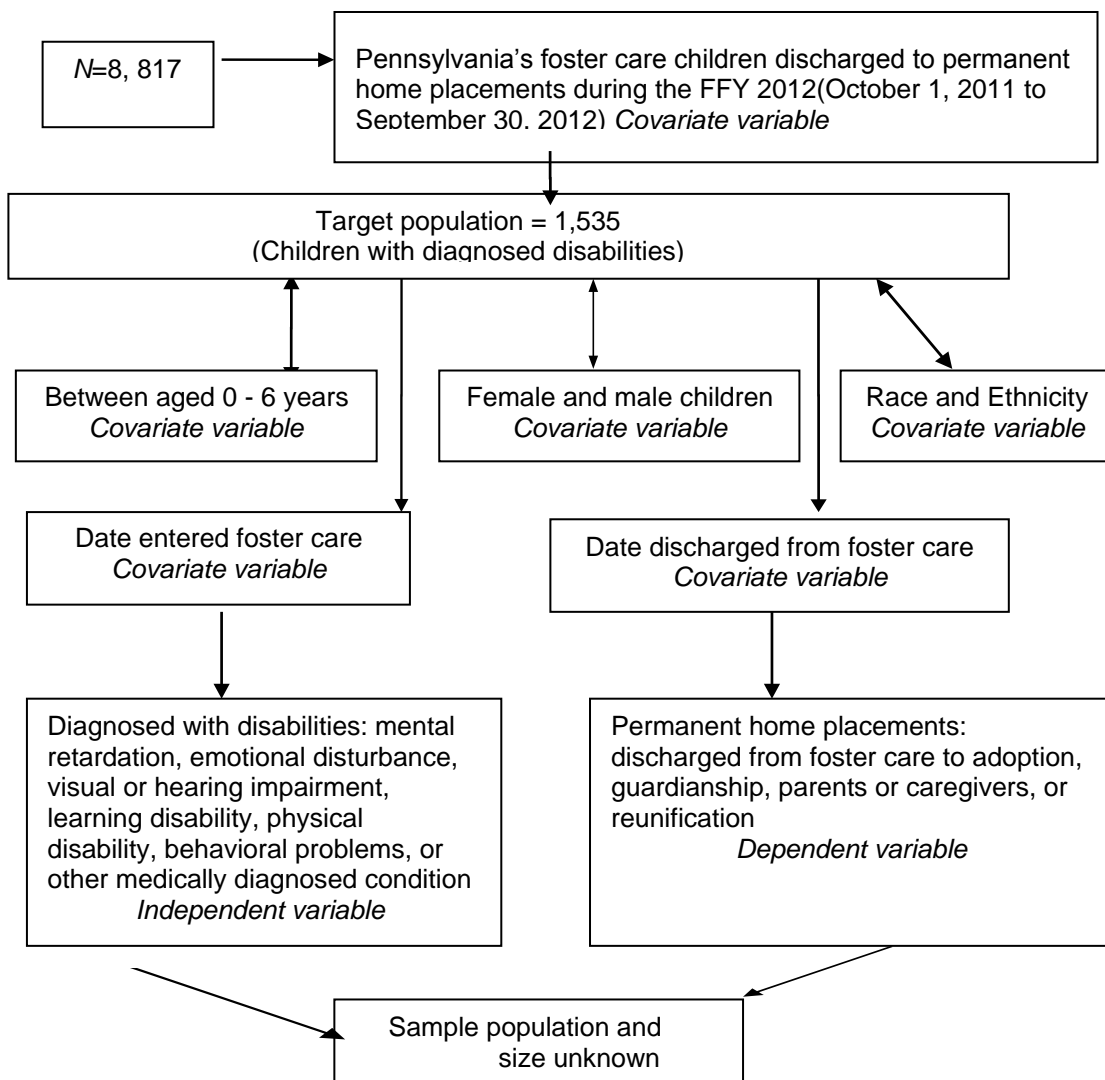 N=8, 817
Pennsylvania's foster care children discharged to permanent
home placements during the FFY 2012(October 1, 2011 to
September 30, 2012) Covariate variable
Target population = 1,535
(Children with diagnosed disabilities)
Between aged 0 - 6 years
Covariate variable
Female and male children
Covariate variable
Race and Ethnicity
Covariate variable
Date entered foster care
Covariate variable
Date discharged from foster care
Covariate variable
Diagnosed with disabilities: mental
retardation, emotional disturbance,
visual or hearing impairment,
learning disability, physical
disability, behavioral problems, or
other medically diagnosed condition
Independent variable
Permanent home placements:
discharged from foster care to adoption,
guardianship, parents or caregivers, or
reunification
Dependent variable
Sample population and
size unknown